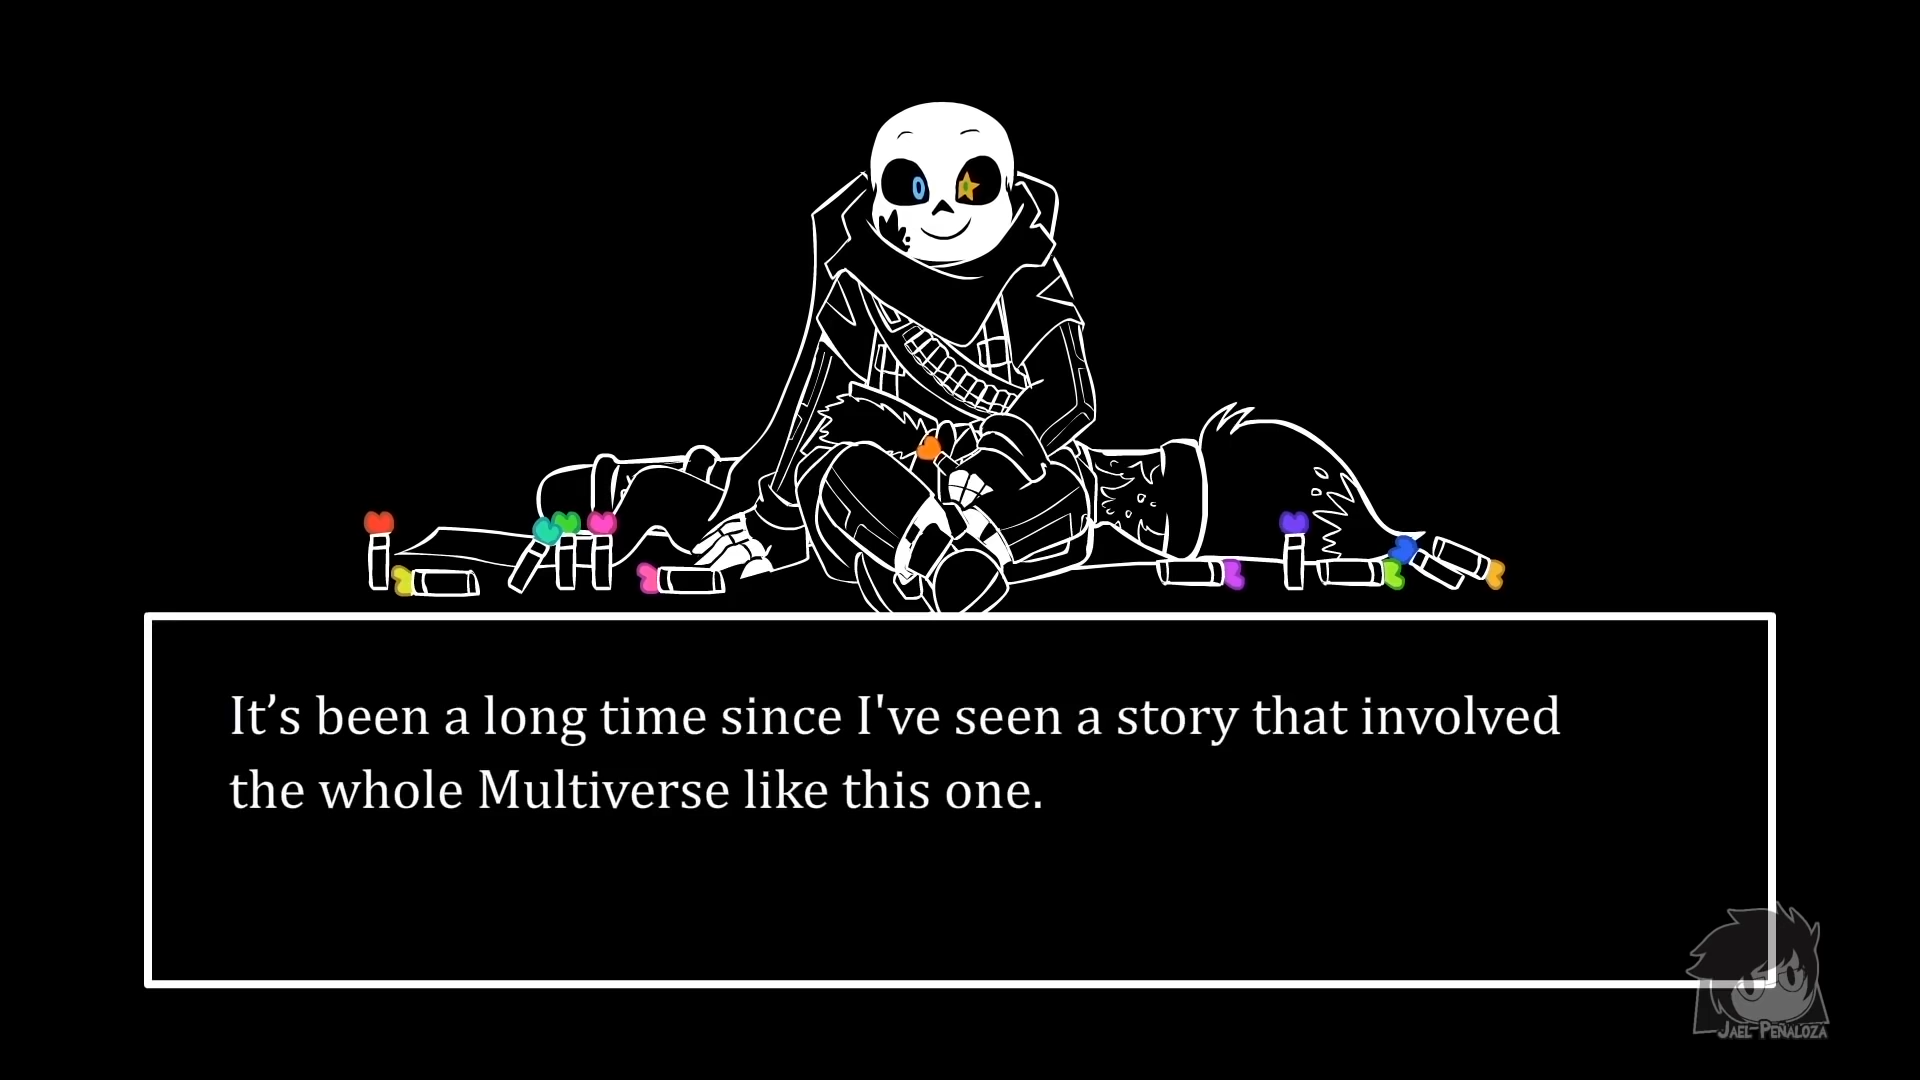 It’s been a long time since I've seen a story that involved
the whole Multiverse like this one.
JAEL-PEÑALOZA